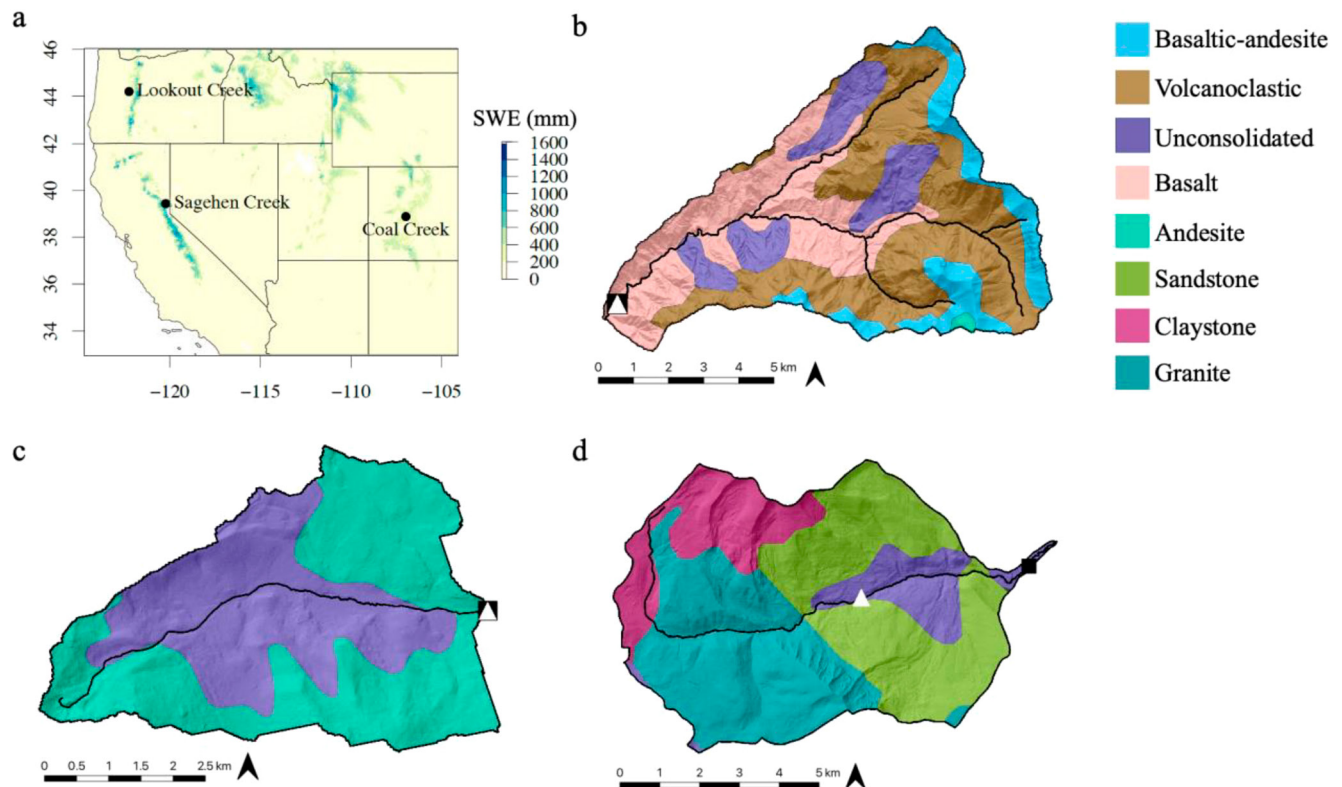 a
46
44
42
40
38
36
34
−120
−115
−110
−105
Lookout Creek
Sagehen Creek
Coal Creek
SWE (mm)
1600
1400
1200
1000
800
600
400
200
0
b
0 1 2 3 4 5 km
Basaltic-andesite
Volcanoclastic
Unconsolidated
Basalt
Andesite
Sandstone
Claystone
Granite
c
0 0.5 1 1.5 2 2.5 km
d
0 1 2 3 4 5 km